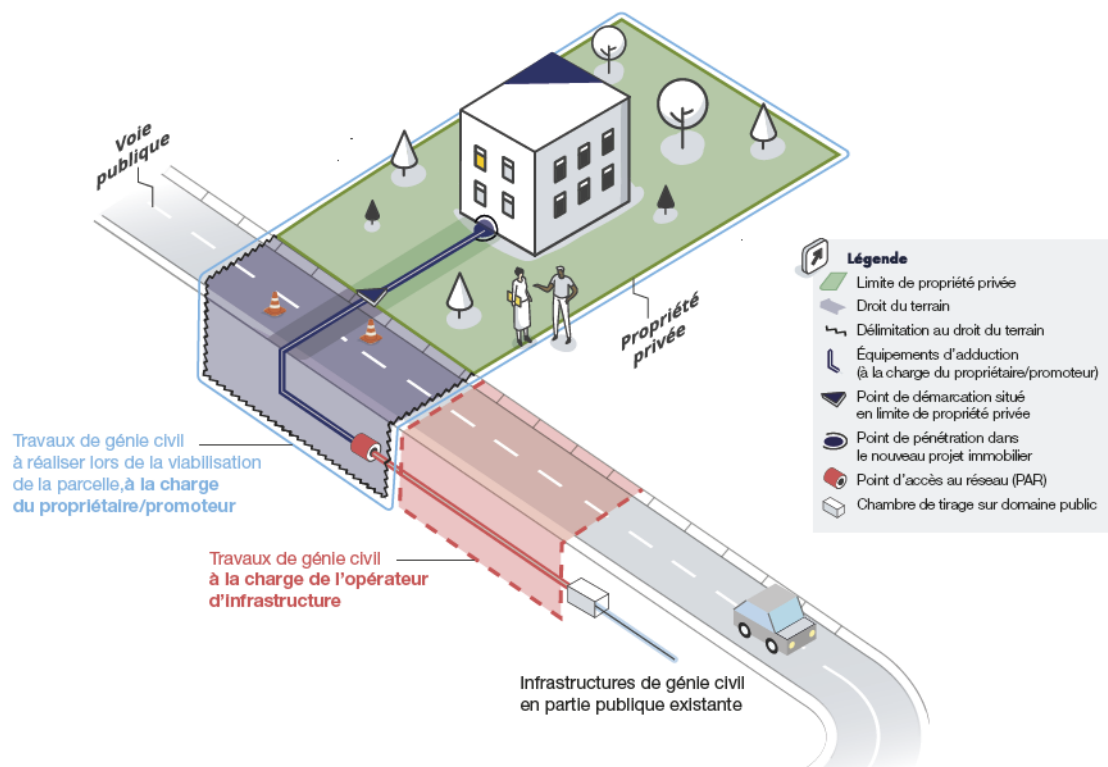 Voie
publique
Propriété
privée
Légende
Limite de propriété privée
Droit du terrain
Délimitation au droit du terrain
Équipements d'adduction
(à la charge du propriétaire/promoteur)
Point de démarcation situé
en limite de propriété privée
Point de pénétration dans
le nouveau projet immobilier
Point d'accès au réseau (PAR)
Chambre de tirage sur domaine public
Travaux de génie civil
à réaliser lors de la viabilisation
de la parcelle,à la charge
du propriétaire/promoteur
Travaux de génie civil
à la charge de l'opérateur
d'infrastructure
Infrastructures de génie civil
en partie publique existante